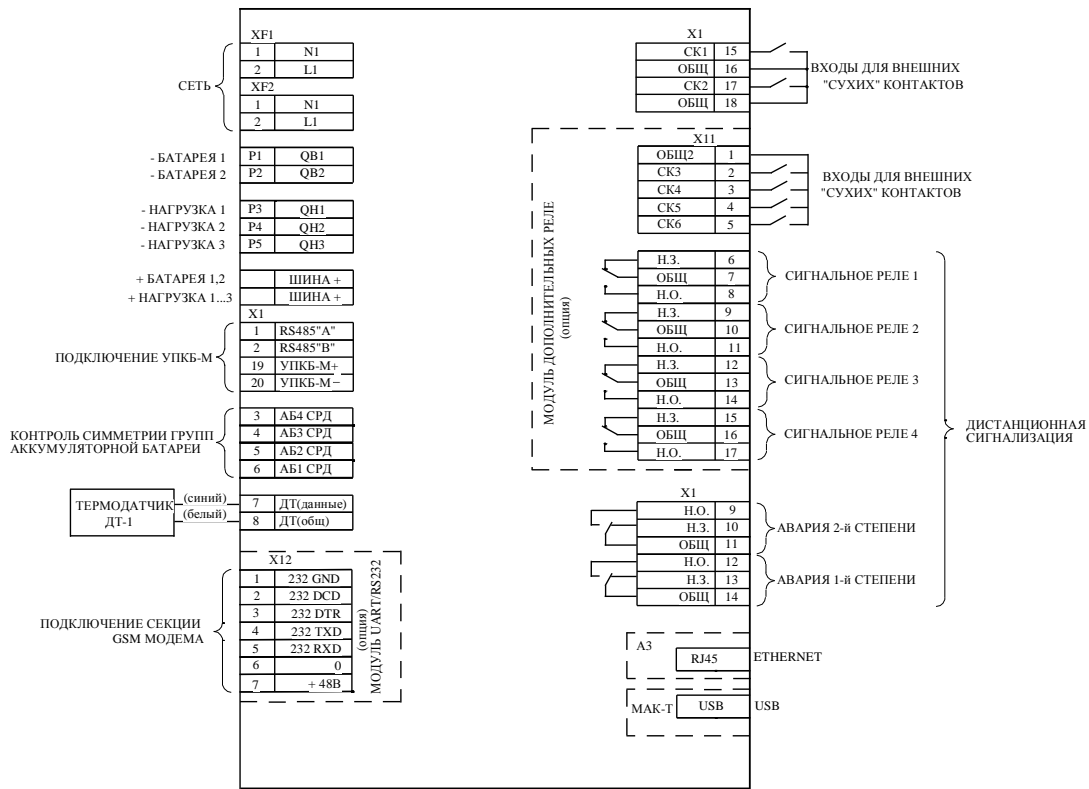 XF1
1 N1
2 L1
СЕТЬ
XF2
1 N1
2 L1
- БАТАРЕЯ 1 P1 QB1
- БАТАРЕЯ 2 P2 QB2
- НАГРУЗКА 1 P3 QH1
- НАГРУЗКА 2 P4 QH2
- НАГРУЗКА 3 P5 QH3
+ БАТАРЕЯ 1,2 ШИНА +
+ НАГРУЗКА 1...3 ШИНА +
X1
1 RS485"A"
2 RS485"B"
19 УПКБ-М+
20 УПКБ-М−
ПОДКЛЮЧЕНИЕ УПКБ-М
3 АБ4 СРД
4 АБ3 СРД
5 АБ2 СРД
6 АБ1 СРД
КОНТРОЛЬ СИММЕТРИИ ГРУПП
АККУМУЛЯТОРНОЙ БАТАРЕИ
ТЕРМОДАТЧИК
ДТ-1
(синий) 7 ДТ(данные)
(белый) 8 ДТ(общ)
X12
1 232 GND
2 232 DCD
3 232 DTR
4 232 TXD
5 232 RXD
6 0
7 + 48В
ПОДКЛЮЧЕНИЕ СЕКЦИИ
GSM МОДЕМА
МОДУЛЬ UART/RS232
(опция)
X1
СК1 15
ОБЩ 16
СК2 17
ОБЩ 18
ВХОДЫ ДЛЯ ВНЕШНИХ
"СУХИХ" КОНТАКТОВ
МОДУЛЬ ДОПОЛНИТЕЛЬНЫХ РЕЛЕ
(опция)
X11
ОБЩ2 1
СК3 2
СК4 3
СК5 4
СК6 5
ВХОДЫ ДЛЯ ВНЕШНИХ
"СУХИХ" КОНТАКТОВ
Н.З. 6
ОБЩ 7
Н.О. 8
СИГНАЛЬНОЕ РЕЛЕ 1
Н.З. 9
ОБЩ 10
Н.О. 11
СИГНАЛЬНОЕ РЕЛЕ 2
Н.З. 12
ОБЩ 13
Н.О. 14
СИГНАЛЬНОЕ РЕЛЕ 3
Н.З. 15
ОБЩ 16
Н.О. 17
СИГНАЛЬНОЕ РЕЛЕ 4
ДИСТАНЦИОННАЯ
СИГНАЛИЗАЦИЯ
X1
Н.О. 9
Н.З. 10
ОБЩ 11
АВАРИЯ 2-й СТЕПЕНИ
Н.О. 12
Н.З. 13
ОБЩ 14
АВАРИЯ 1-й СТЕПЕНИ
А3
RJ45
ETHERNET
МАК-Т
USB
USB